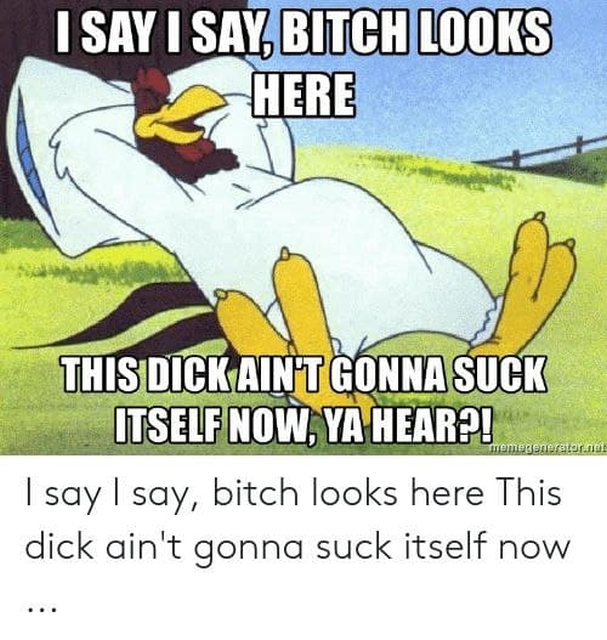 I SAY I SAY, BITCH LOOKS
HERE
THIS DICK AIN'T GONNA SUCK
ITSELF NOW, YA HEAR?!
memegenerator.net
I say I say, bitch looks here This
dick ain't gonna suck itself now
...